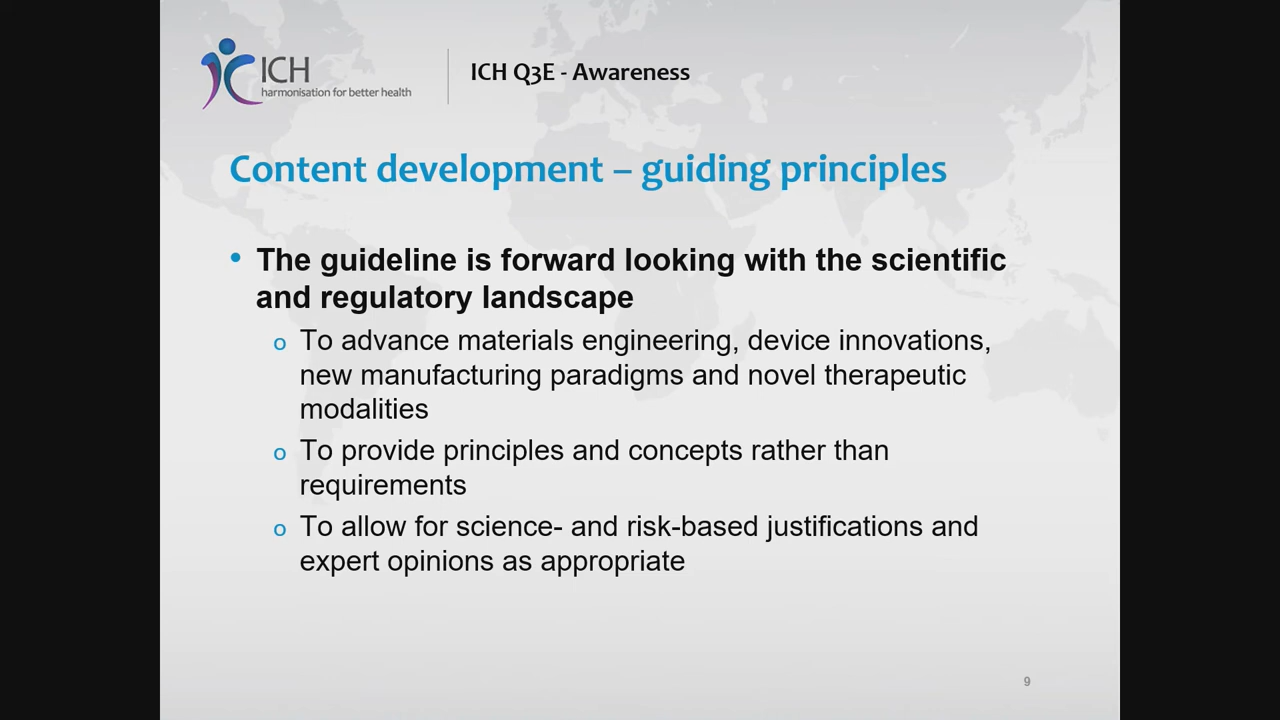 ICH
harmonisation for better health
ICH Q3E - Awareness
Content development – guiding principles
• The guideline is forward looking with the scientific
and regulatory landscape
o To advance materials engineering, device innovations,
new manufacturing paradigms and novel therapeutic
modalities
o To provide principles and concepts rather than
requirements
o To allow for science- and risk-based justifications and
expert opinions as appropriate
9